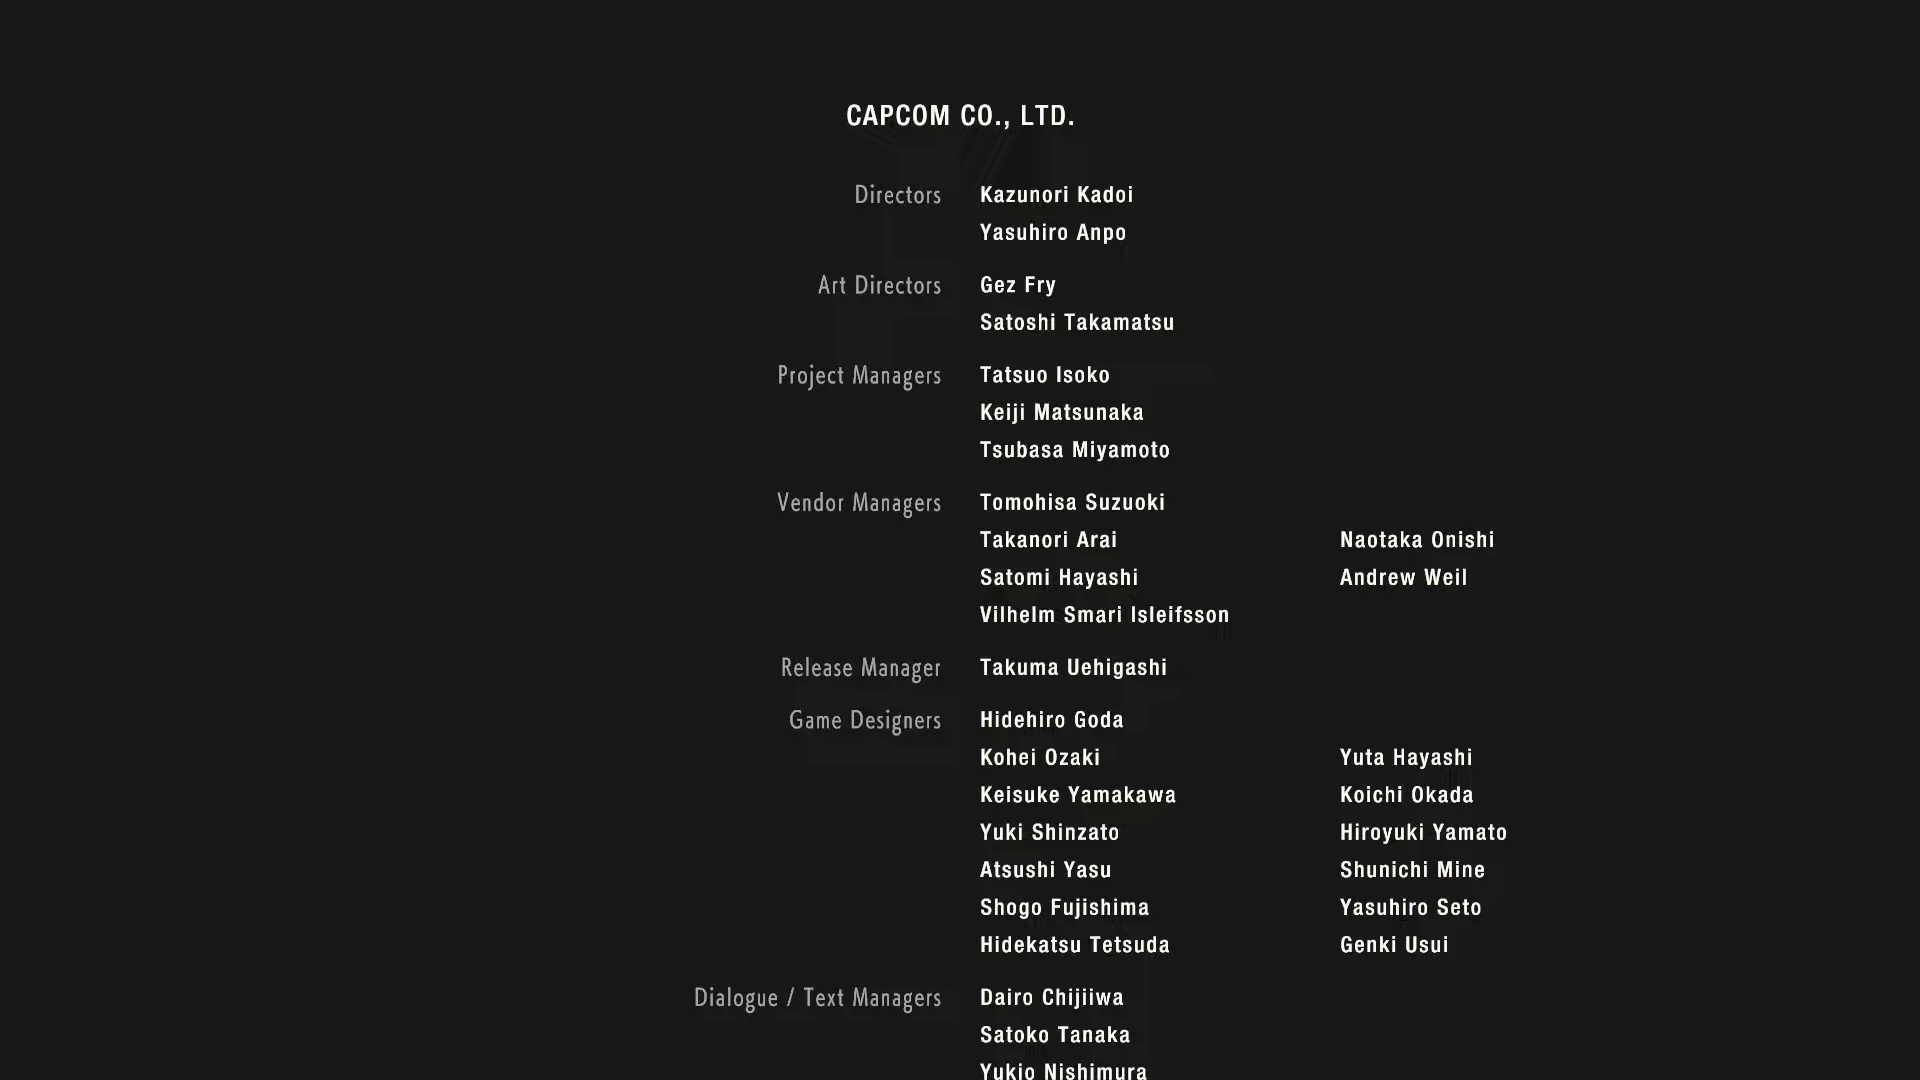 CAPCOM CO., LTD.
Directors Kazunori Kadoi
Yasuhiro Anpo
Art Directors Gez Fry
Satoshi Takamatsu
Project Managers Tatsuo Isoko
Keiji Matsunaka
Tsubasa Miyamoto
Vendor Managers Tomohisa Suzuoki
Takanori Arai Naotaka Onishi
Satomi Hayashi Andrew Weil
Vilhelm Smari Isleifsson
Release Manager Takuma Uehigashi
Game Designers Hidehiro Goda
Kohei Ozaki Yuta Hayashi
Keisuke Yamakawa Koichi Okada
Yuki Shinzato Hiroyuki Yamato
Atsushi Yasu Shunichi Mine
Shogo Fujishima Yasuhiro Seto
Hidekatsu Tetsuda Genki Usui
Dialogue / Text Managers Dairo Chijiiwa
Satoko Tanaka
Yukio Nishimura